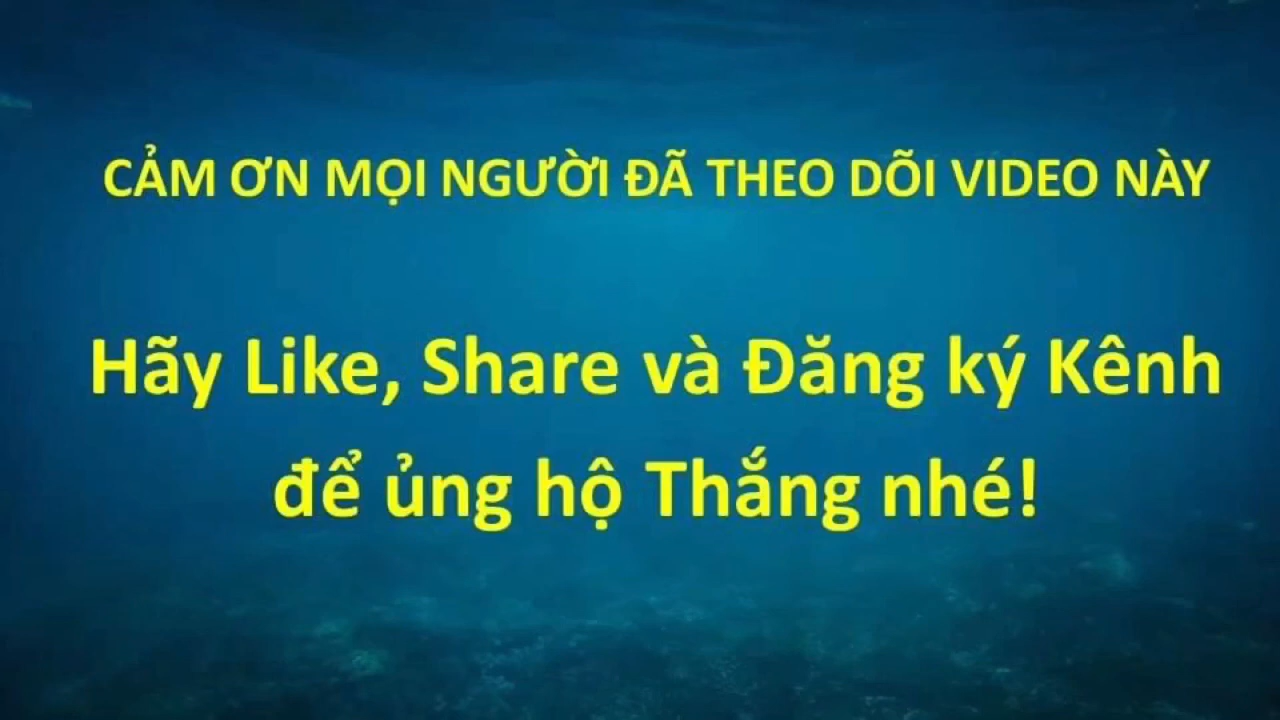 CẢM ƠN MỌI NGƯỜI ĐÃ THEO DÕI VIDEO NÀY
Hãy Like, Share và Đăng ký Kênh
để ủng hộ Thắng nhé!